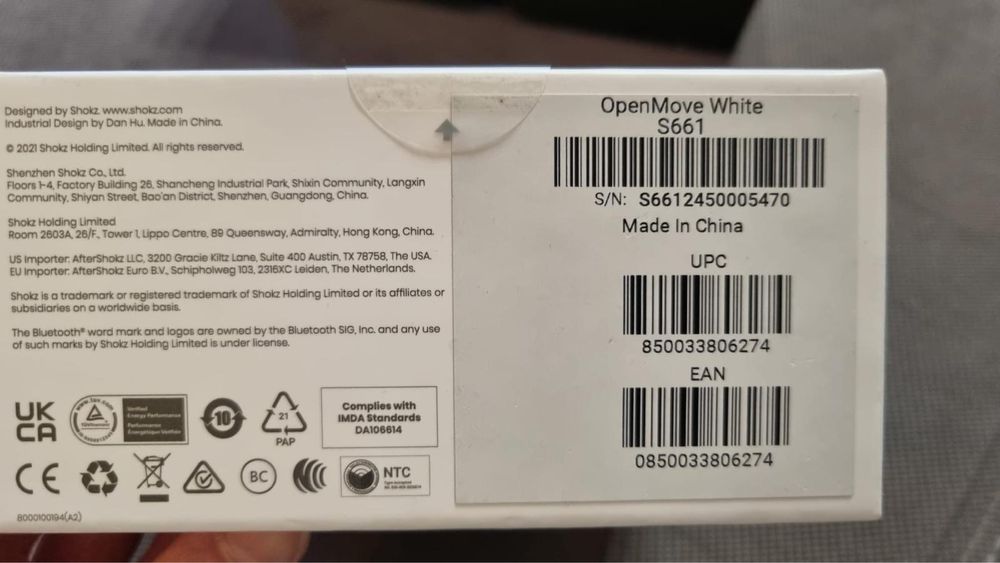 Designed by Shokz. www.shokz.com
Industrial Design by Dan Hu. Made in China.
© 2021 Shokz Holding Limited. All rights reserved.
Shenzhen Shokz Co., Ltd.
Floors 1-4, Factory Building 26, Shancheng Industrial Park, Shixin Community, Langxin
Community, Shiyan Street, Bao'an District, Shenzhen, Guangdong, China.
Shokz Holding Limited
Room 2603A, 26/F., Tower 1, Lippo Centre, 89 Queensway, Admiralty, Hong Kong, China.
US Importer: AfterShokz LLC, 3200 Gracie Kiltz Lane, Suite 400 Austin, TX 78758, The USA.
EU Importer: AfterShokz Euro B.V., Schipholweg 103, 2316XC Leiden, The Netherlands.
Shokz is a trademark or registered trademark of Shokz Holding Limited or its affiliates or
subsidiaries on a worldwide basis.
The Bluetooth® word mark and logos are owned by the Bluetooth SIG, Inc. and any use
of such marks by Shokz Holding Limited is under license.
UK
CA
Verified
Energy Performance
Performance
Énergétique Vérifiée
10
21
PAP
Complies with
IMDA Standards
DA106614
CE
BC
NTC
8000100194(A2)
OpenMove White
S661
S/N: S6612450005470
Made In China
UPC
850033806274
EAN
0850033806274